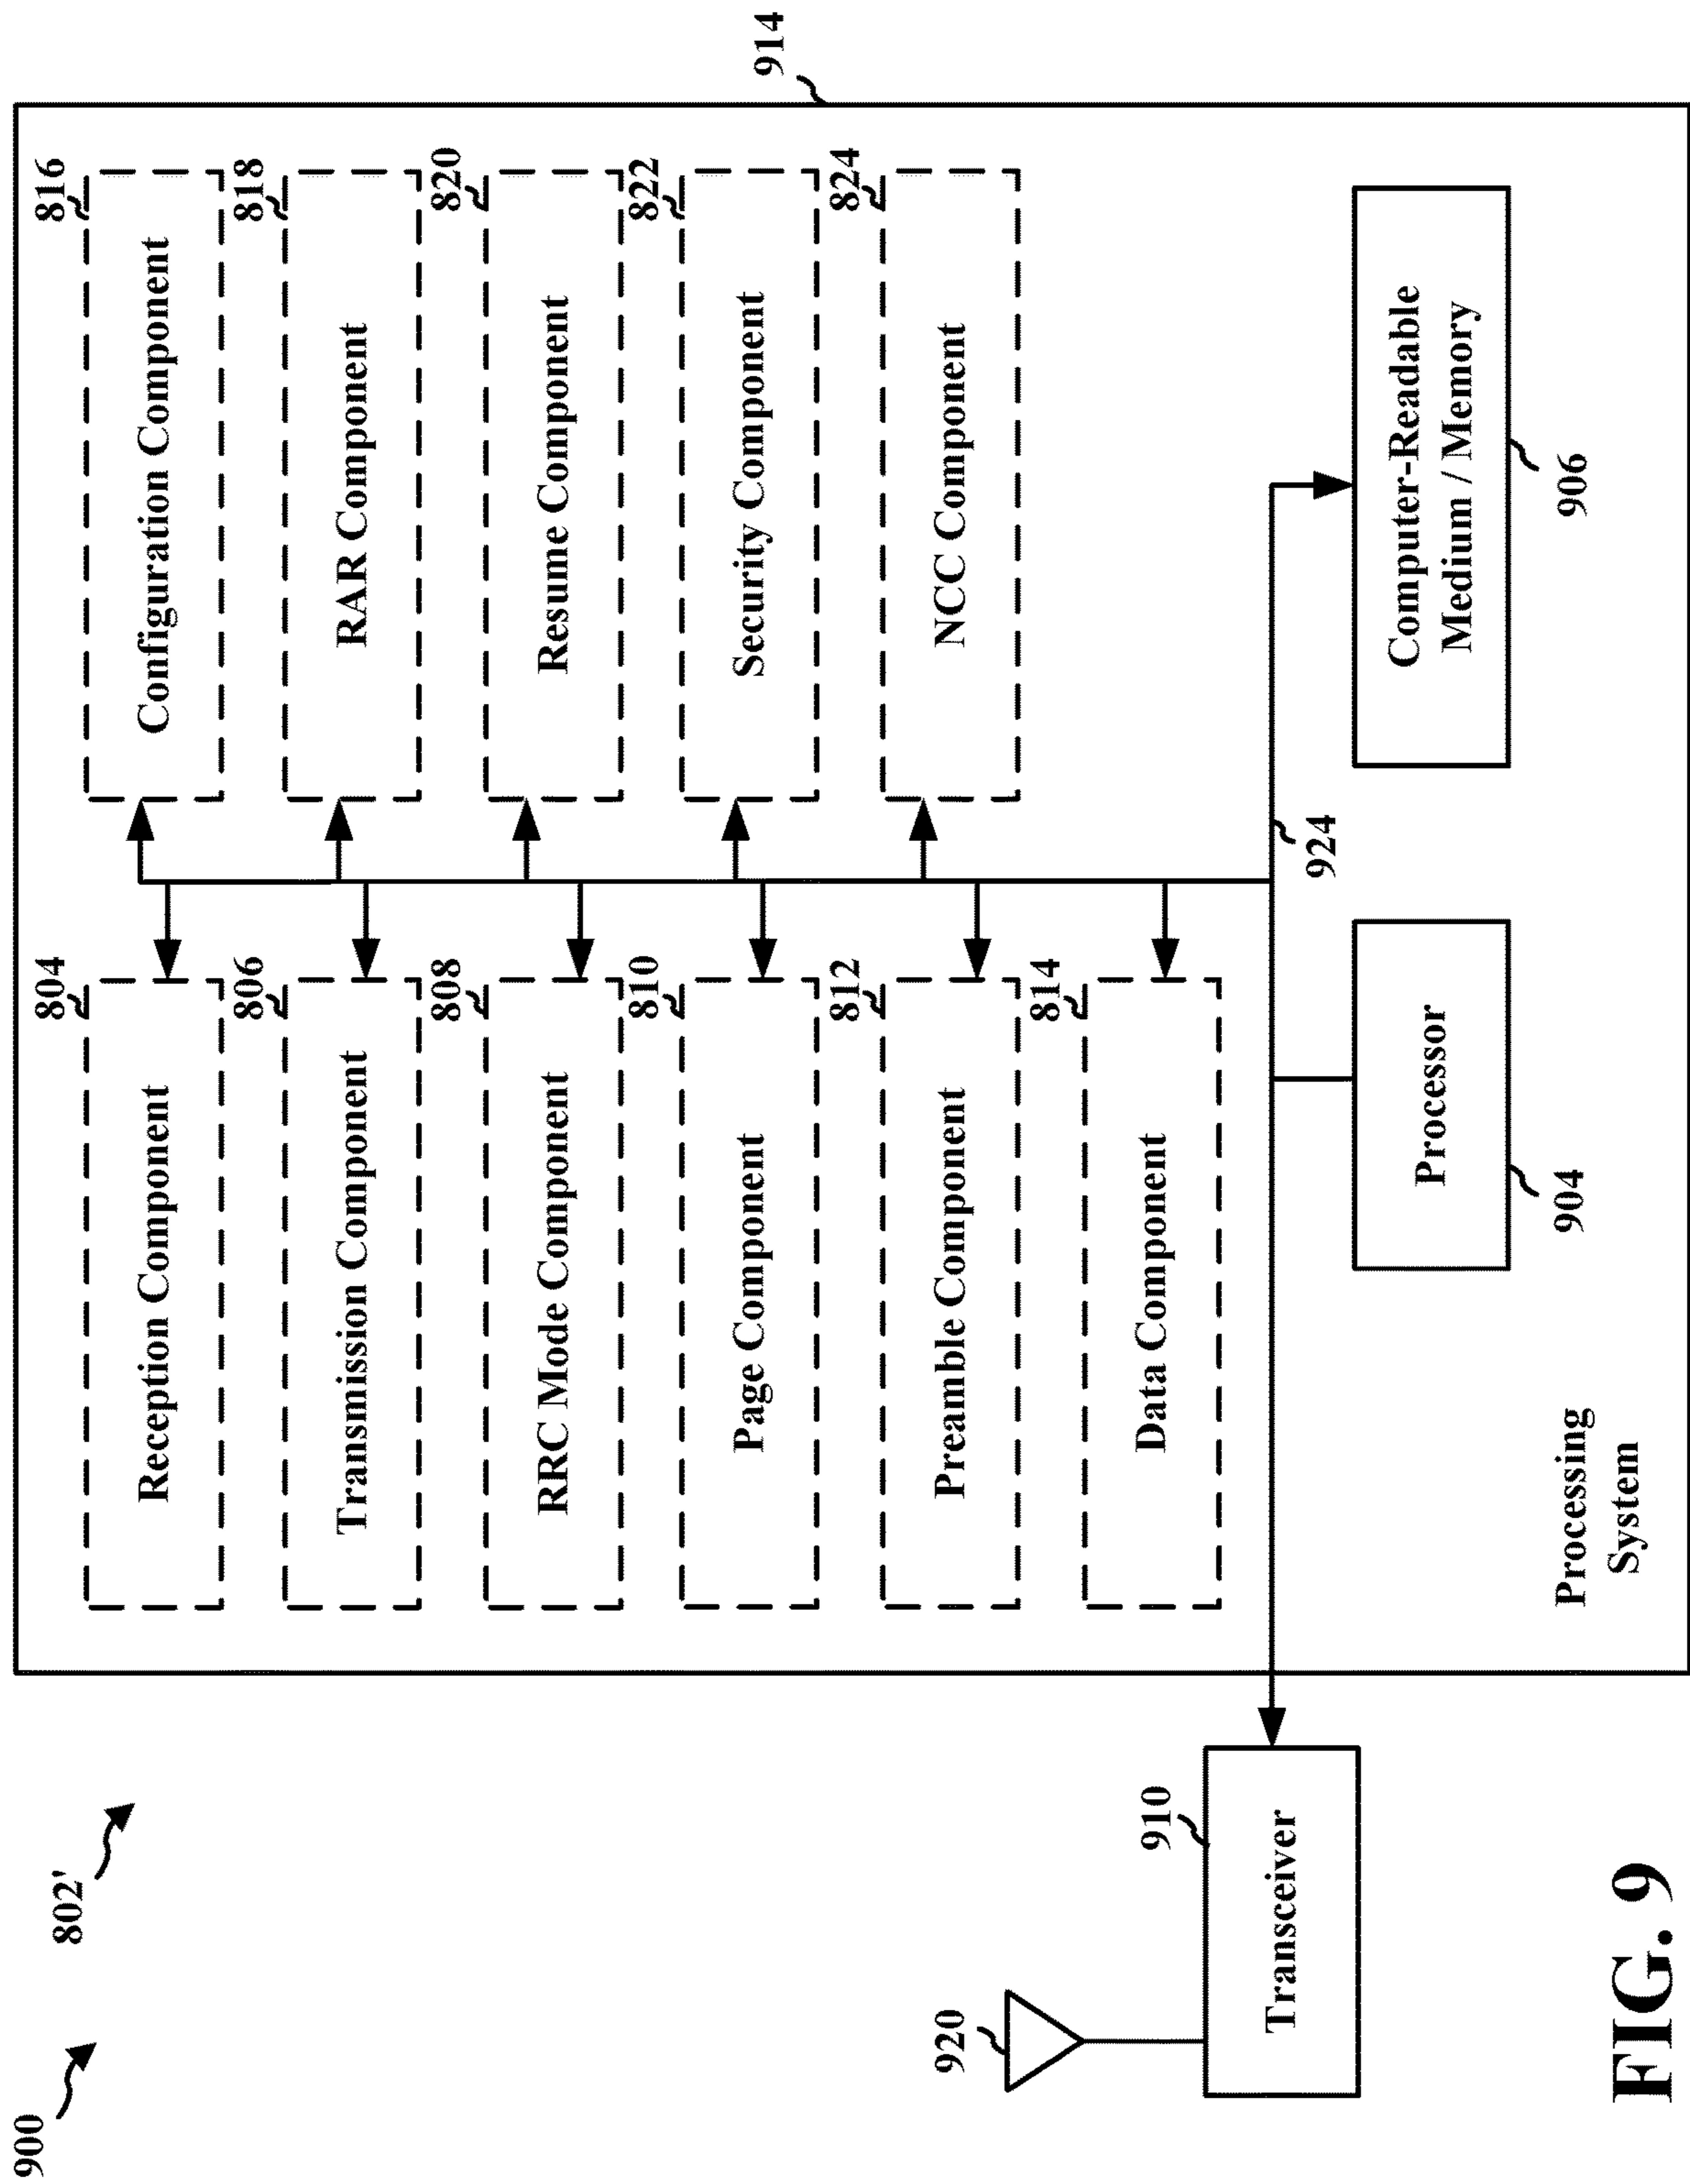 900
802'
914
804
Reception Component
816
Configuration Component
806
Transmission Component
818
RAR Component
808
RRC Mode Component
820
Resume Component
810
Page Component
822
Security Component
812
Preamble Component
824
NCC Component
814
Data Component
920
910
Transceiver
924
Processor
904
Computer-Readable
Medium / Memory
906
Processing
System
FIG. 9